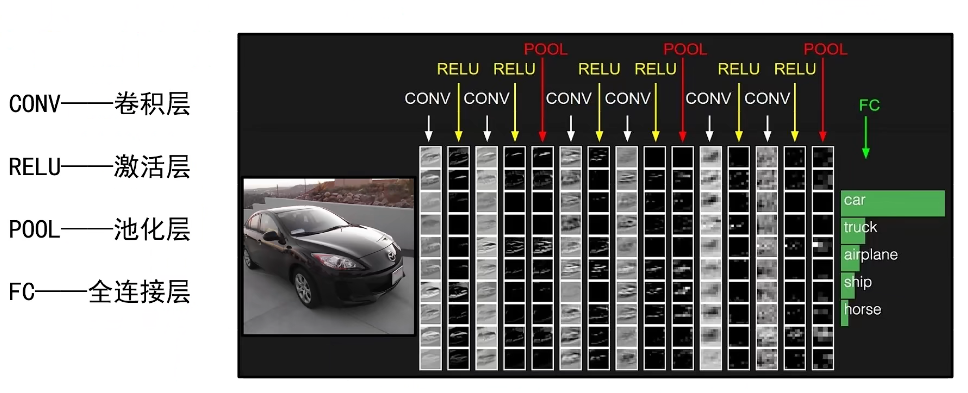 CONV——卷积层
RELU——激活层
POOL——池化层
FC——全连接层
POOL POOL POOL
RELU RELU RELU RELU RELU RELU
CONV CONV CONV CONV CONV CONV
FC
car
truck
airplane
ship
horse